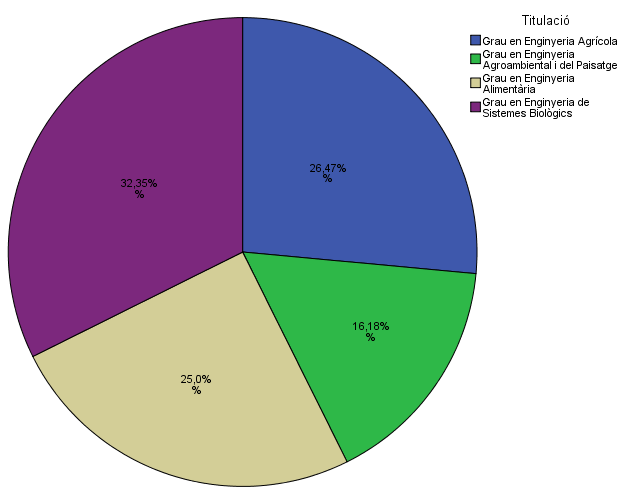 Titulació
Grau en Enginyeria Agrícola
Grau en Enginyeria
Agroambiental i del Paisatge
Grau en Enginyeria
Alimentària
Grau en Enginyeria de
Sistemes Biològics
26,47%
%
32,35%
%
16,18%
%
25,0%
%